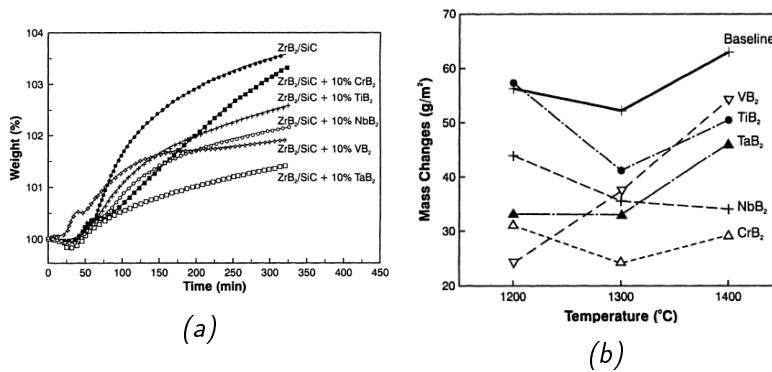 104
103
102
101
100
Weight (%)
ZrB₂/SiC
ZrB₂/SiC + 10% CrB₂
ZrB₂/SiC + 10% TiB₂
ZrB₂/SiC + 10% NbB₂
ZrB₂/SiC + 10% VB₂
ZrB₂/SiC + 10% TaB₂
0 50 100 150 200 250 300 350 400 450
Time (min)
(a)
70
60
50
40
30
20
Mass Changes (g/m²)
Baseline
VB₂
TiB₂
TaB₂
NbB₂
CrB₂
1200 1300 1400
Temperature (°C)
(b)